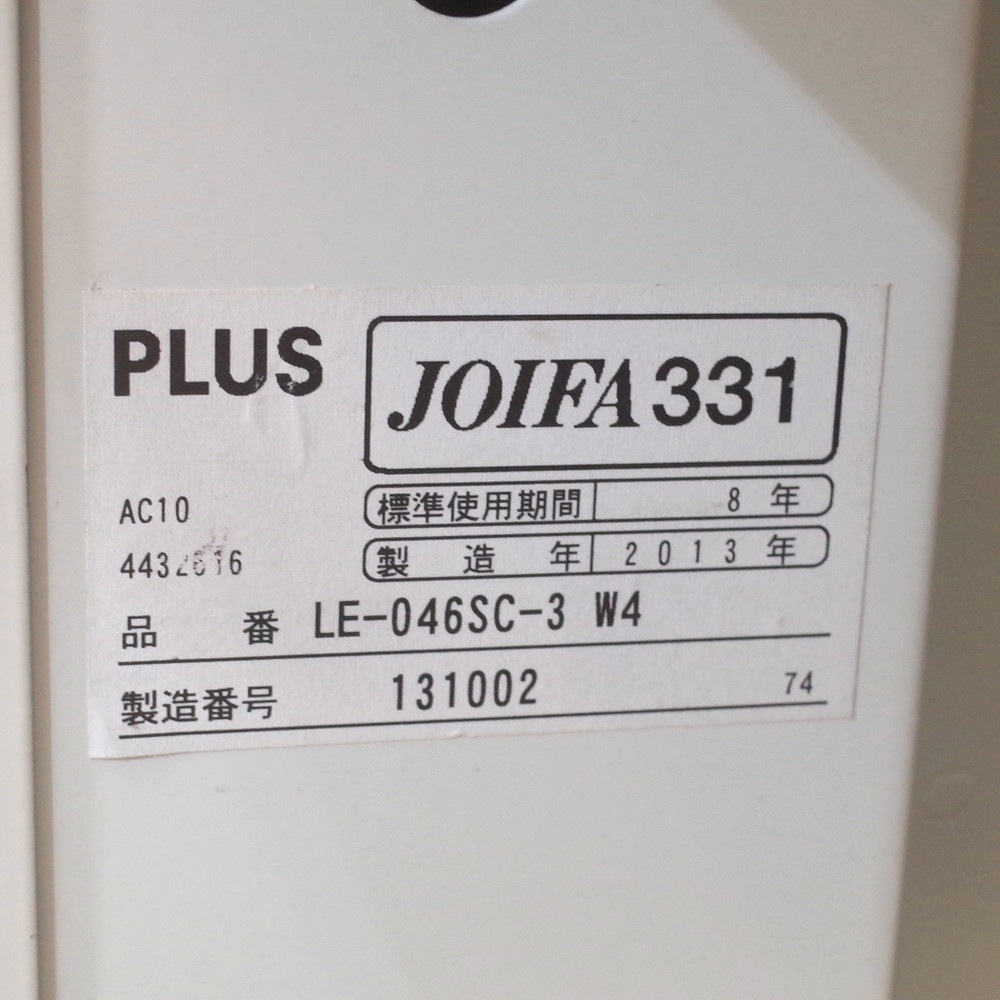 PLUS
JOIFA 331
AC10
標準使用期間 8 年
製造年 2013 年
品番 LE-046SC-3 W4
製造番号 131002 74